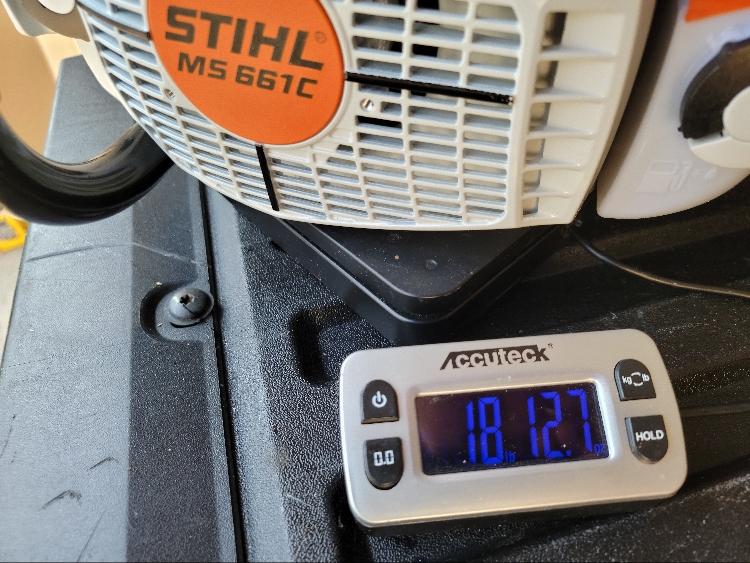 STIHL®
MS 661C
ACCUTECK®
kg lb
0.0
HOLD
18 lb 12.7 oz